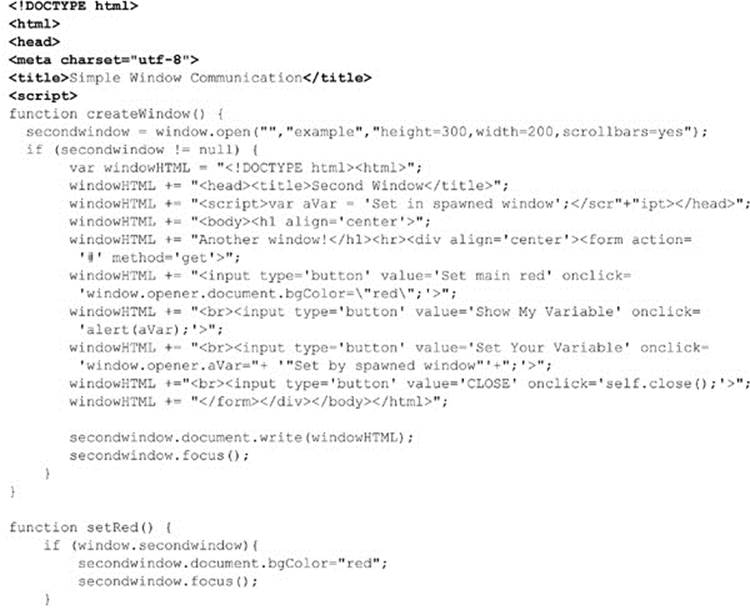 <!DOCTYPE html>
<html>
<head>
<meta charset="utf-8">
<title>Simple Window Communication</title>
<script>
function createWindow() {
  secondwindow = window.open("","example","height=300,width=200,scrollbars=yes");
  if (secondwindow != null) {
       var windowHTML = "<!DOCTYPE html><html>";
       windowHTML += "<head><title>Second Window</title>";
       windowHTML += "<script>var aVar = 'Set in spawned window';</scr"+"ipt></head>";
       windowHTML += "<body><h1 align='center'>";
       windowHTML += "Another window!</h1><hr><div align='center'><form action=
        '#' method='get'>";
       windowHTML += "<input type='button' value='Set main red' onclick=
        'window.opener.document.bgColor=\"red\";'>";
       windowHTML += "<br><input type='button' value='Show My Variable' onclick=
        'alert(aVar);'>";
       windowHTML += "<br><input type='button' value='Set Your Variable' onclick=
        'window.opener.aVar="+ '"Set by spawned window"'+";'>";
       windowHTML +="<br><input type='button' value='CLOSE' onclick='self.close();'>";
       windowHTML += "</form></div></body></html>";

       secondwindow.document.write(windowHTML);
       secondwindow.focus();
    }
}

function setRed() {
    if (window.secondwindow){
        secondwindow.document.bgColor="red";
        secondwindow.focus();
    }